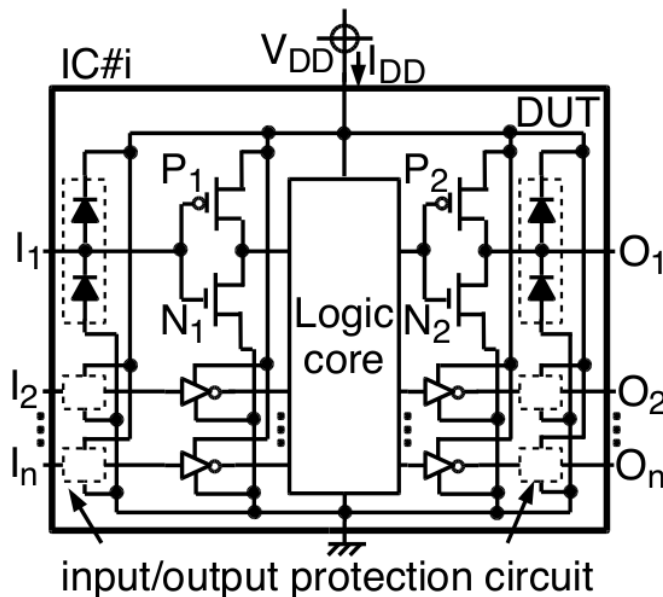 V_DD
I_DD
IC#i
DUT
P_1
P_2
I_1
O_1
N_1
Logic
core
N_2
I_2
O_2
I_n
O_n
input/output protection circuit